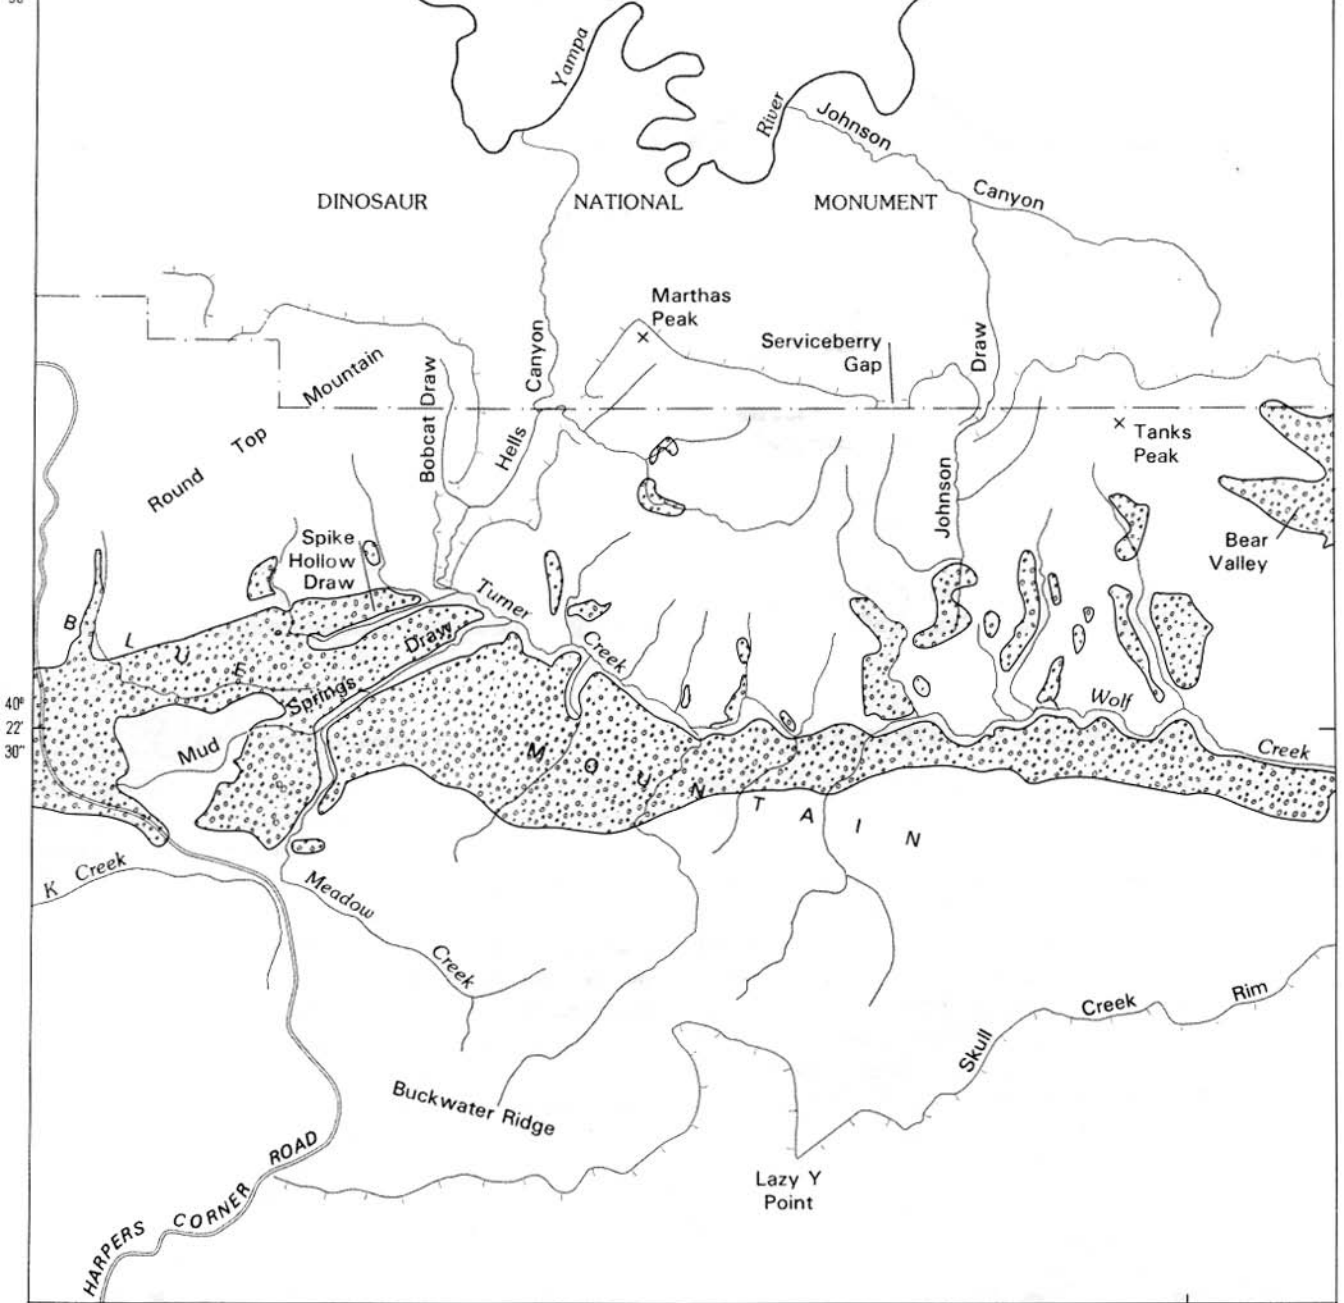 Yampa
River
Johnson
Canyon
DINOSAUR NATIONAL MONUMENT
Marthas
Peak
Serviceberry
Gap
Draw
Canyon
Mountain
Bobcat Draw
Top
Round
Hells
Tanks
Peak
Johnson
Bear
Valley
Spike
Hollow
Draw
Turner
Creek
Draw
Springs
Mud
BLUE
MOUNTAIN
Wolf
Creek
40°
22'
30"
K Creek
Meadow
Creek
Skull
Creek
Rim
Buckwater Ridge
Lazy Y
Point
HARPERS CORNER ROAD